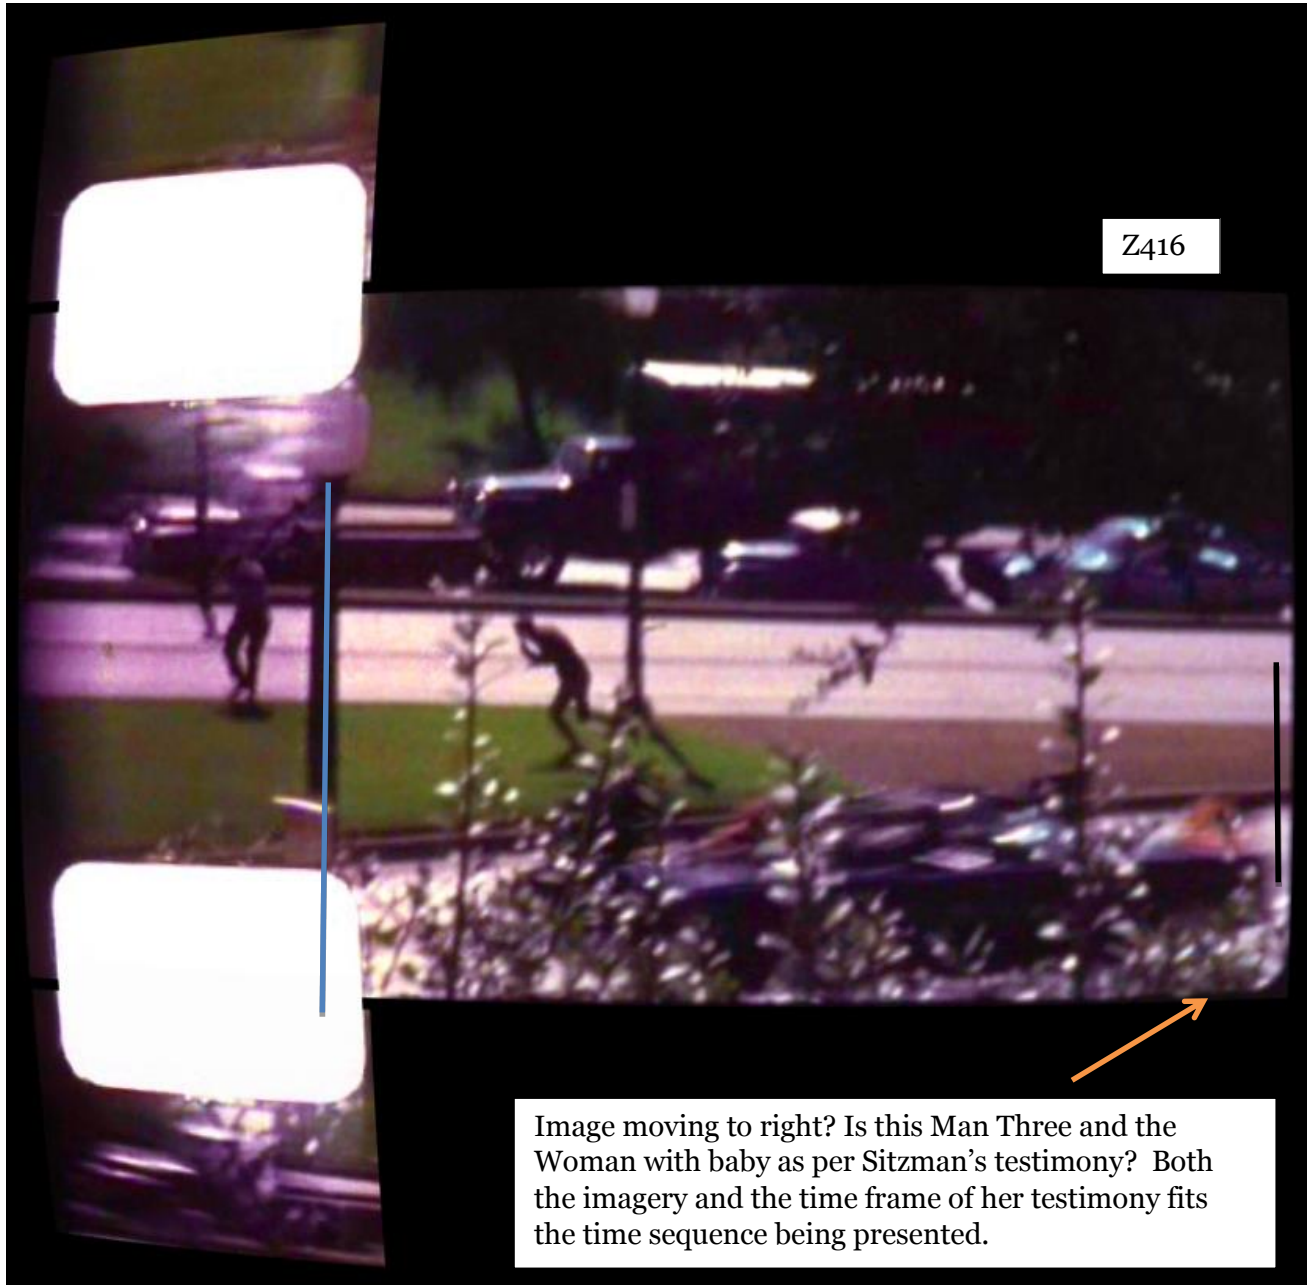 Z416
Image moving to right? Is this Man Three and the
Woman with baby as per Sitzman’s testimony?  Both
the imagery and the time frame of her testimony fits
the time sequence being presented.